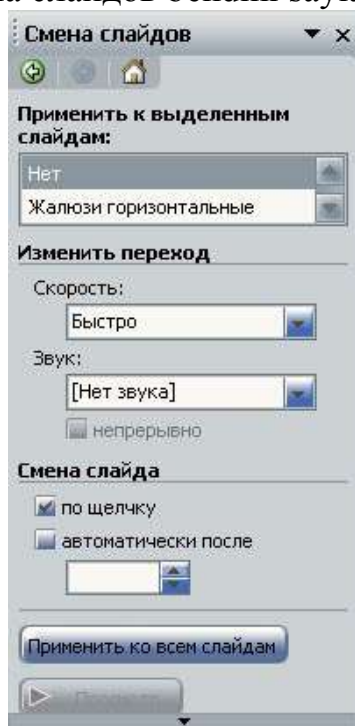 Смена слайдов
Применить к выделенным
слайдам:
Нет
Жалюзи горизонтальные
Изменить переход
Скорость:
Быстро
Звук:
[Нет звука]
непрерывно
Смена слайда
по щелчку
автоматически после
Применить ко всем слайдам